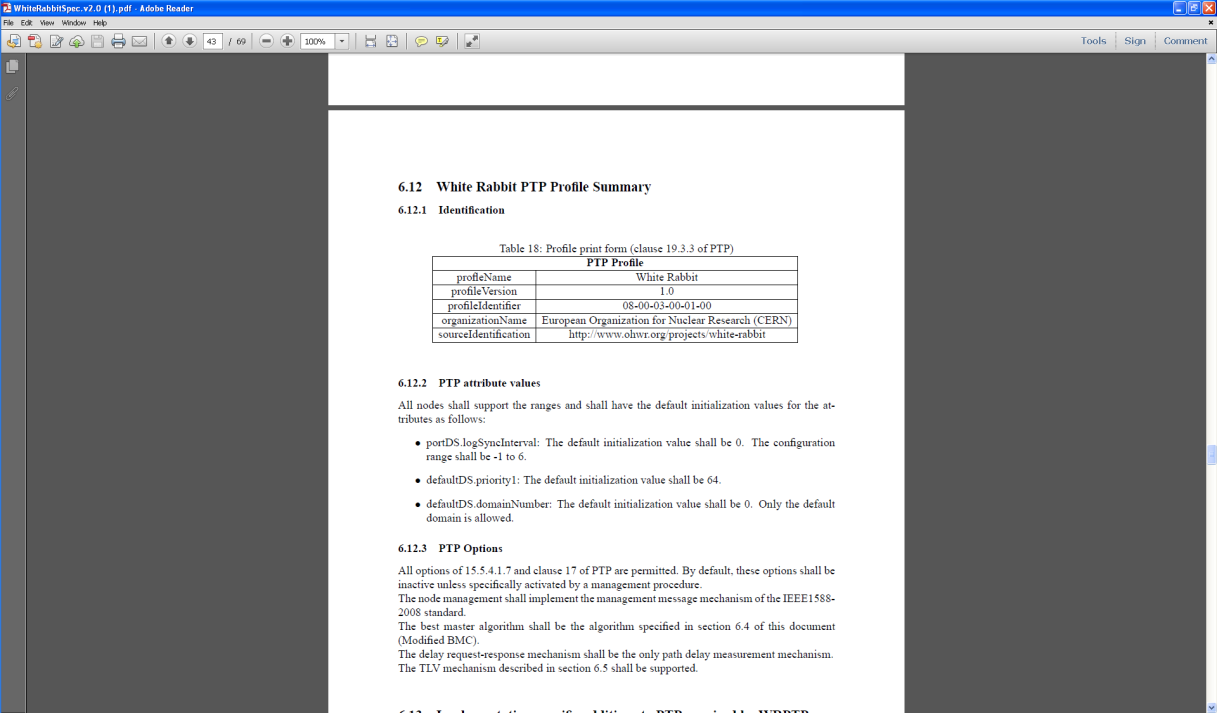 WhiteRabbitSpec.v2.0 (1).pdf - Adobe Reader
File Edit View Window Help
43 / 69 100% Tools Sign Comment
6.12 White Rabbit PTP Profile Summary
6.12.1 Identification
Table 18: Profile print form (clause 19.3.3 of PTP)
PTP Profile
profleName White Rabbit
profileVersion 1.0
profileIdentifier 08-00-03-00-01-00
organizationName European Organization for Nuclear Research (CERN)
sourceIdentification http://www.ohwr.org/projects/white-rabbit
6.12.2 PTP attribute values
All nodes shall support the ranges and shall have the default initialization values for the at-
tributes as follows:
• portDS.logSyncInterval: The default initialization value shall be 0. The configuration
range shall be -1 to 6.
• defaultDS.priority1: The default initialization value shall be 64.
• defaultDS.domainNumber: The default initialization value shall be 0. Only the default
domain is allowed.
6.12.3 PTP Options
All options of 15.5.4.1.7 and clause 17 of PTP are permitted. By default, these options shall be
inactive unless specifically activated by a management procedure.
The node management shall implement the management message mechanism of the IEEE1588-
2008 standard.
The best master algorithm shall be the algorithm specified in section 6.4 of this document
(Modified BMC).
The delay request-response mechanism shall be the only path delay measurement mechanism.
The TLV mechanism described in section 6.5 shall be supported.